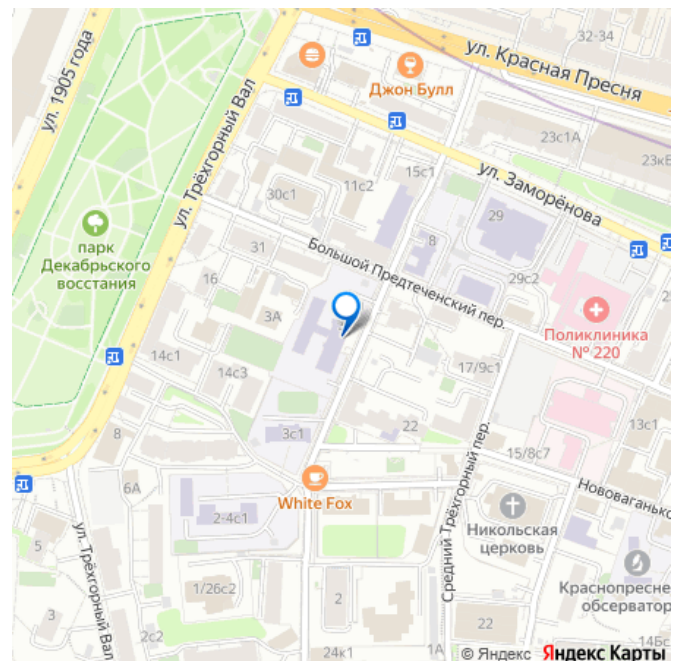 32-34
ул. Красная Пресня
ул. 1905 года
Джон Булл
23с1А
23кБ
ул. Трёхгорный Вал
15с1
11с2
ул. Заморёнова
30с1
29
8
31
Большой Предтеченский пер.
парк
Декабрьского
восстания
16
29с2
3А
Поликлиника
№ 220
14с1
14с3
17/9с1
22
13с1
3с1
8
15/8с7
6А
White Fox
Нововаганько
2-4с1
Никольская
церковь
5
ул. Трёхгорный Вал
Средний Трёхгорный пер.
1/26с2
2
Краснопресне
обсерватор
3
22
2с2
24к1
1А
14Бс
© Яндекс Яндекс Карты